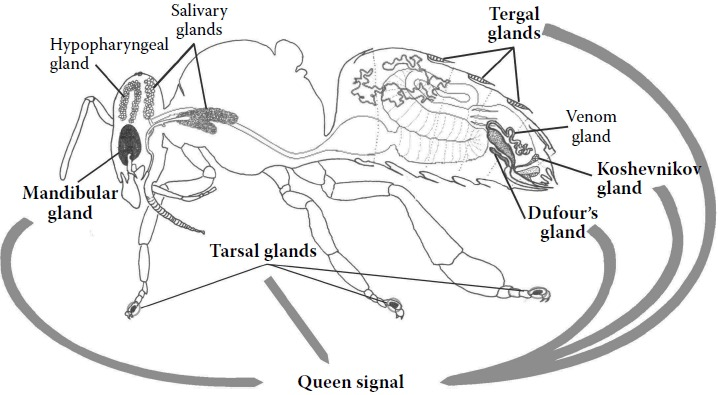 Salivary
glands
Hypopharyngeal
gland
Tergal
glands
Venom
gland
Koshevnikov
gland
Mandibular
gland
Dufour's
gland
Tarsal glands
Queen signal